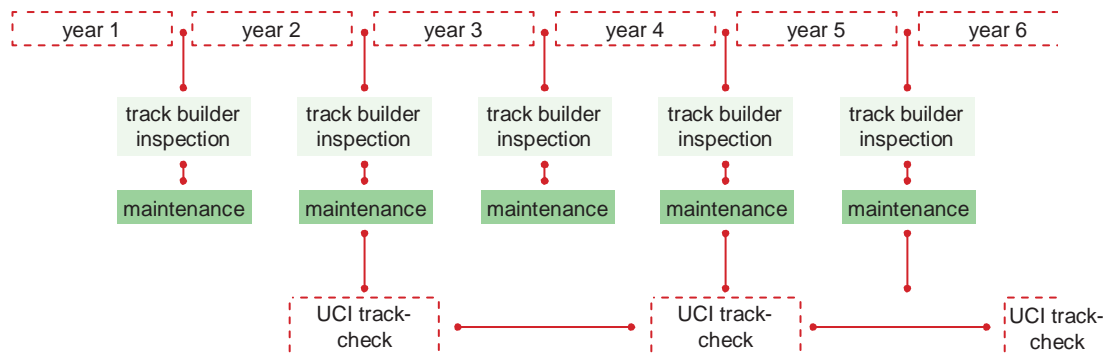 year 1
year 2
year 3
year 4
year 5
year 6
track builder
inspection
track builder
inspection
track builder
inspection
track builder
inspection
track builder
inspection
maintenance
maintenance
maintenance
maintenance
maintenance
UCI track-
check
UCI track-
check
UCI track-
check